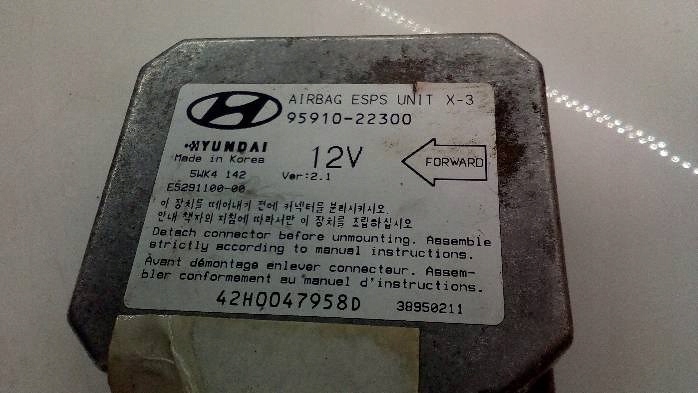 AIRBAG ESPS UNIT X-3
95910-22300
HYUNDAI
Made in Korea
12V
FORWARD
5WK4 142
Ver:2.1
E5291100-00
이 장치를 떼어내기 전에 커넥터를 분리시키시오.
안내 책자의 지침에 따라서만 이 장치를 조립하십시오
Detach connector before unmounting. Assemble
strictly according to manual instructions.
Avant démontage enlever connecteur. Assem-
bler conformement au manuel d'instructions.
42HQ047958D
38950211